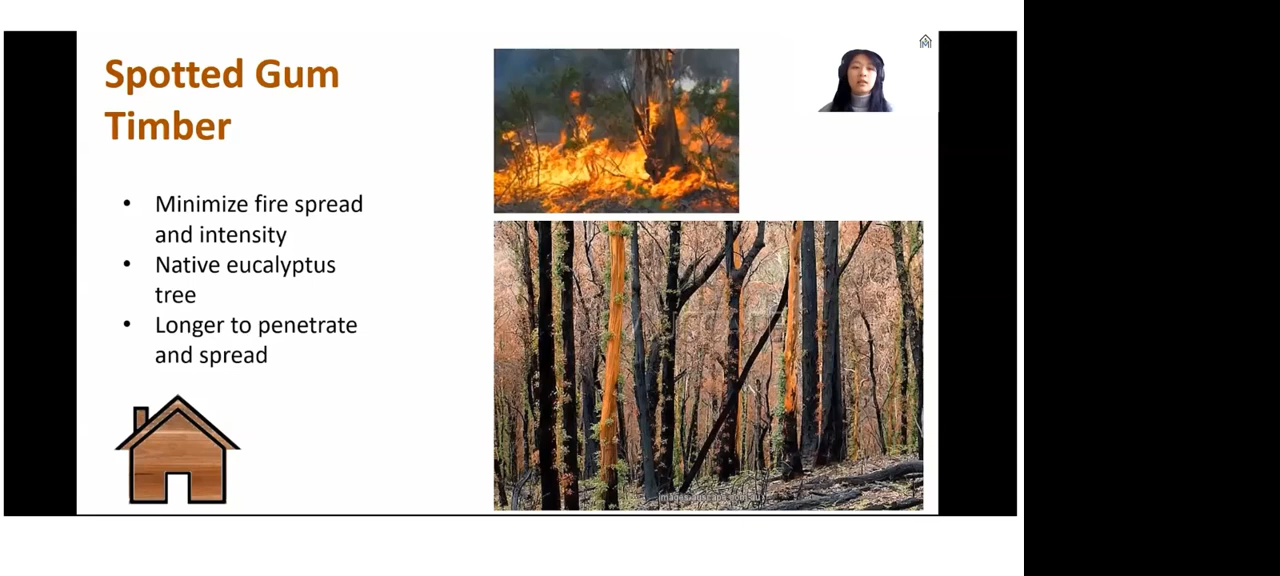 Spotted Gum
Timber
• Minimize fire spread
and intensity
• Native eucalyptus
tree
• Longer to penetrate
and spread